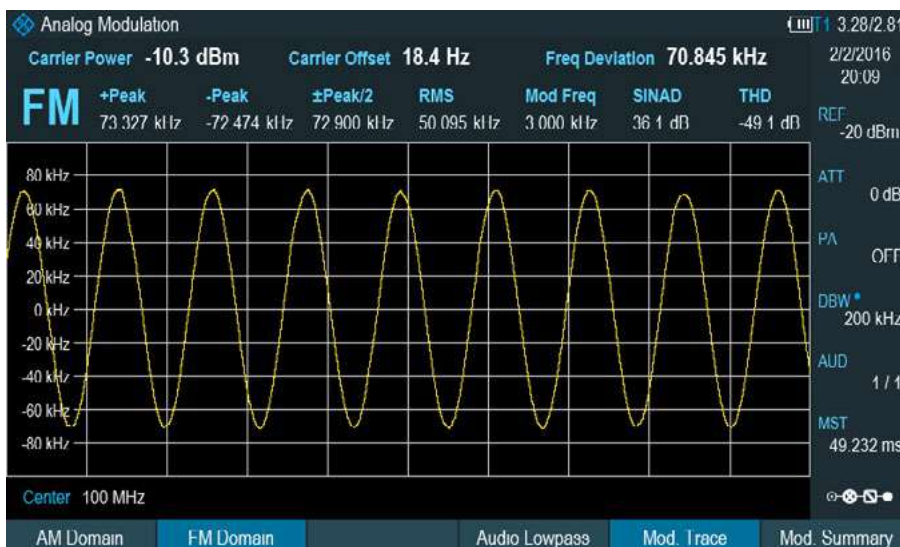 Analog Modulation T1 3.28/2.81
Carrier Power -10.3 dBm Carrier Offset 18.4 Hz Freq Deviation 70.845 kHz
2/2/2016
20:09
FM
+Peak -Peak ±Peak/2 RMS Mod Freq SINAD THD
73.327 kHz -72.474 kHz 72.900 kHz 50.095 kHz 3.000 kHz 36.1 dB -49.1 dB
REF
-20 dBm
ATT
0 dB
PA
OFF
DBW
200 kHz
AUD
1 / 1
MST
49.232 ms
80 kHz
60 kHz
40 kHz
20 kHz
0 kHz
-20 kHz
-40 kHz
-60 kHz
-80 kHz
Center 100 MHz
AM Domain FM Domain Audio Lowpass Mod. Trace Mod. Summary